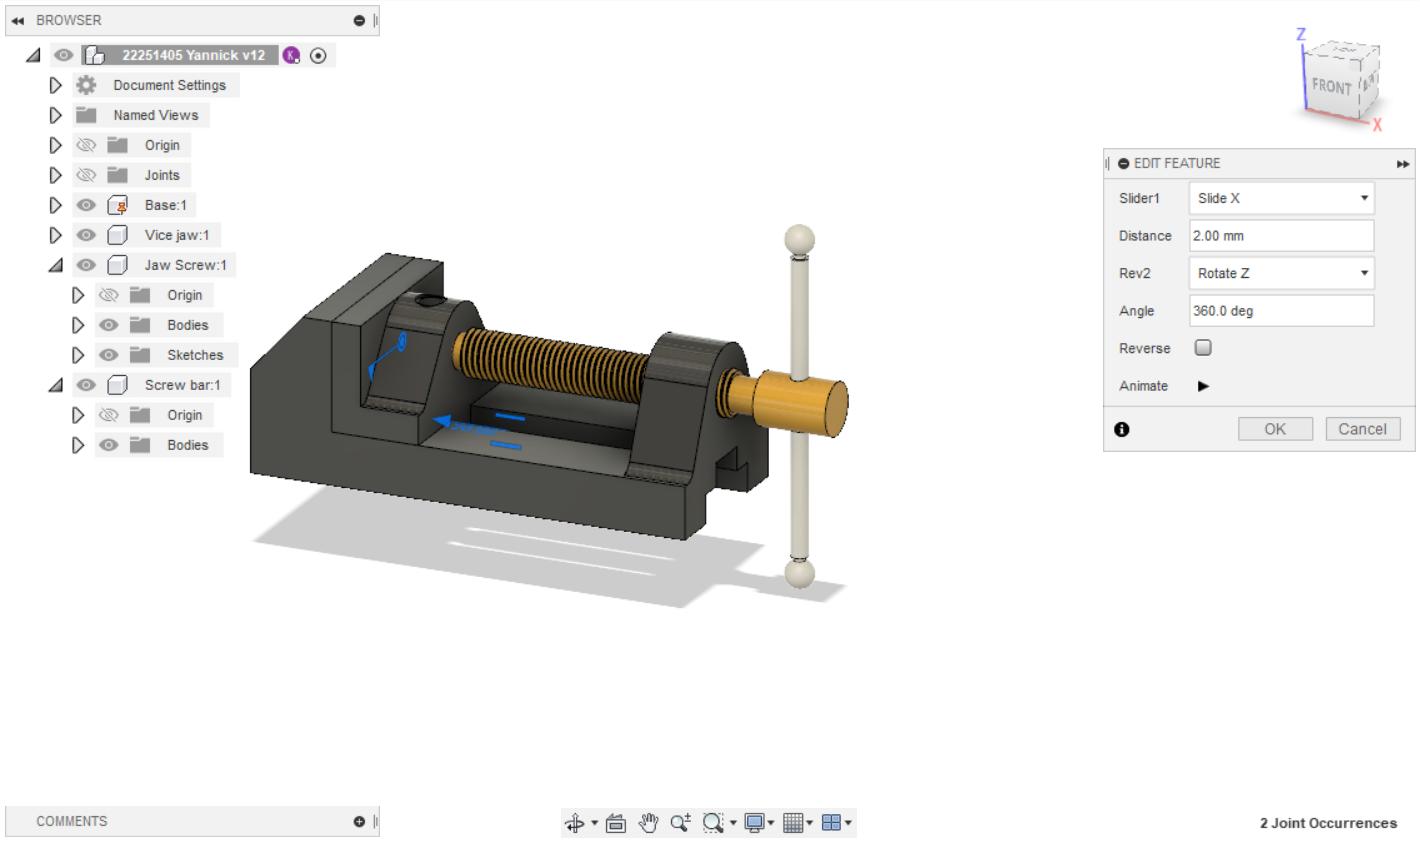 BROWSER
22251405 Yannick v12
K
Document Settings
Named Views
Origin
Joints
Base:1
Vice jaw:1
Jaw Screw:1
Origin
Bodies
Sketches
Screw bar:1
Origin
Bodies
Z
FRONT
X
EDIT FEATURE
Slider1 Slide X
Distance 2.00 mm
Rev2 Rotate Z
Angle 360.0 deg
Reverse
Animate
OK Cancel
COMMENTS
2 Joint Occurrences